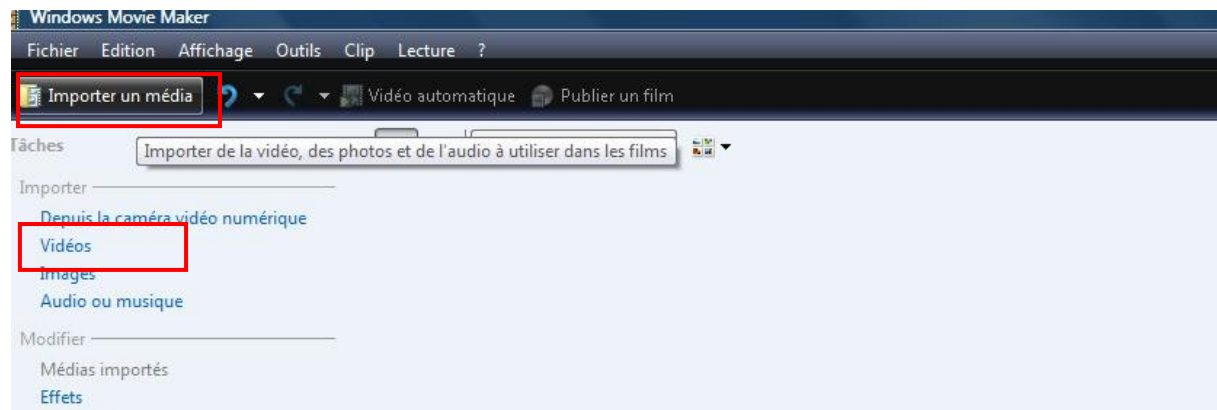 Windows Movie Maker
Fichier Edition Affichage Outils Clip Lecture ?
Importer un média Vidéo automatique Publier un film
Tâches
Importer de la vidéo, des photos et de l'audio à utiliser dans les films
Importer
Depuis la caméra vidéo numérique
Vidéos
Images
Audio ou musique
Modifier
Médias importés
Effets